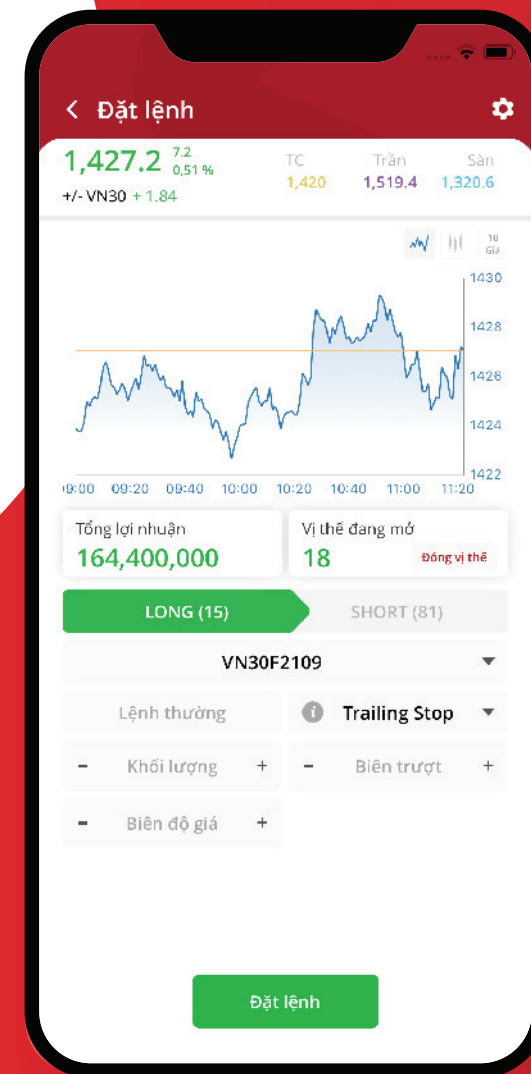 Đặt lệnh
1,427.2 7.2 0,51 %
TC Trần Sàn
1,420 1,519.4 1,320.6
+/- VN30 + 1.84
10
Giá
1430
1428
1426
1424
1422
9:00 09:20 09:40 10:00 10:20 10:40 11:00 11:20
Tổng lợi nhuận
164,400,000
Vị thế đang mở
18 Đóng vị thế
LONG (15) SHORT (81)
VN30F2109
Lệnh thường i Trailing Stop
- Khối lượng + - Biên trượt +
- Biên độ giá +
Đặt lệnh